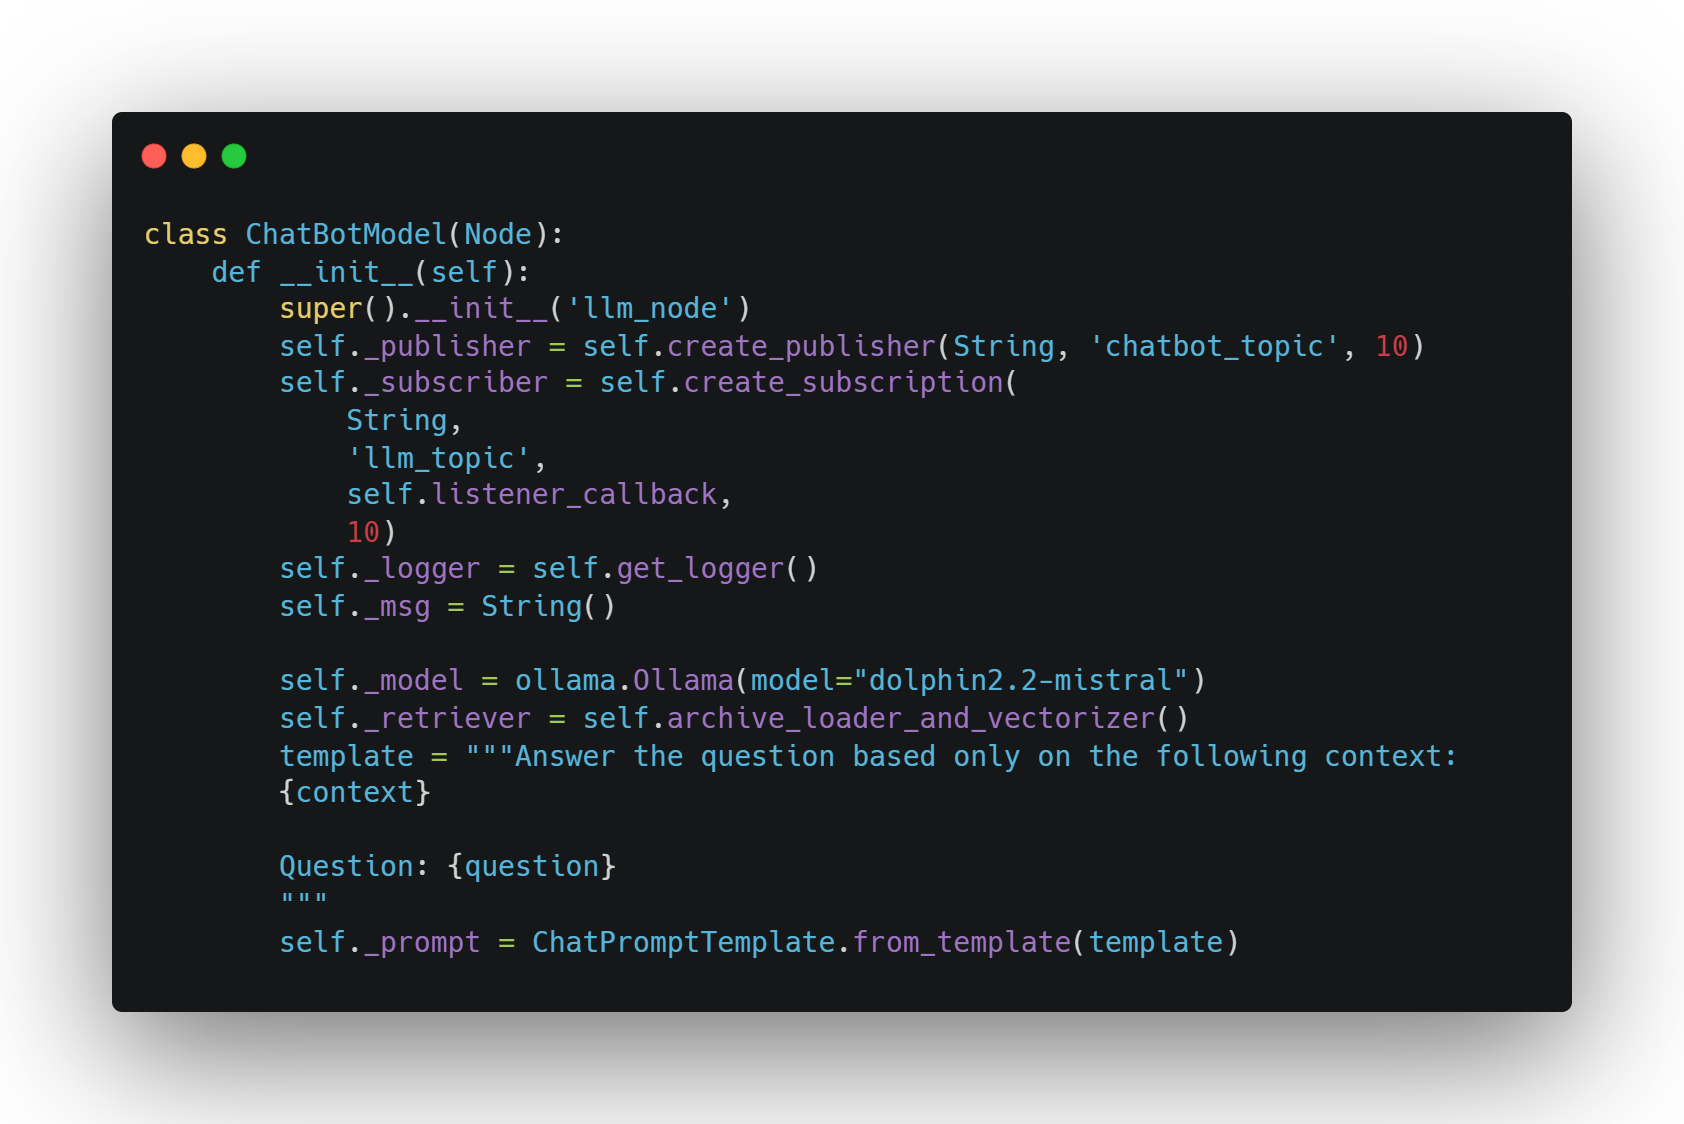 class ChatBotModel(Node):
    def __init__(self):
        super().__init__('llm_node')
        self._publisher = self.create_publisher(String, 'chatbot_topic', 10)
        self._subscriber = self.create_subscription(
            String,
            'llm_topic',
            self.listener_callback,
            10)
        self._logger = self.get_logger()
        self._msg = String()

        self._model = ollama.Ollama(model="dolphin2.2-mistral")
        self._retriever = self.archive_loader_and_vectorizer()
        template = """Answer the question based only on the following context:
        {context}

        Question: {question}
        """
        self._prompt = ChatPromptTemplate.from_template(template)